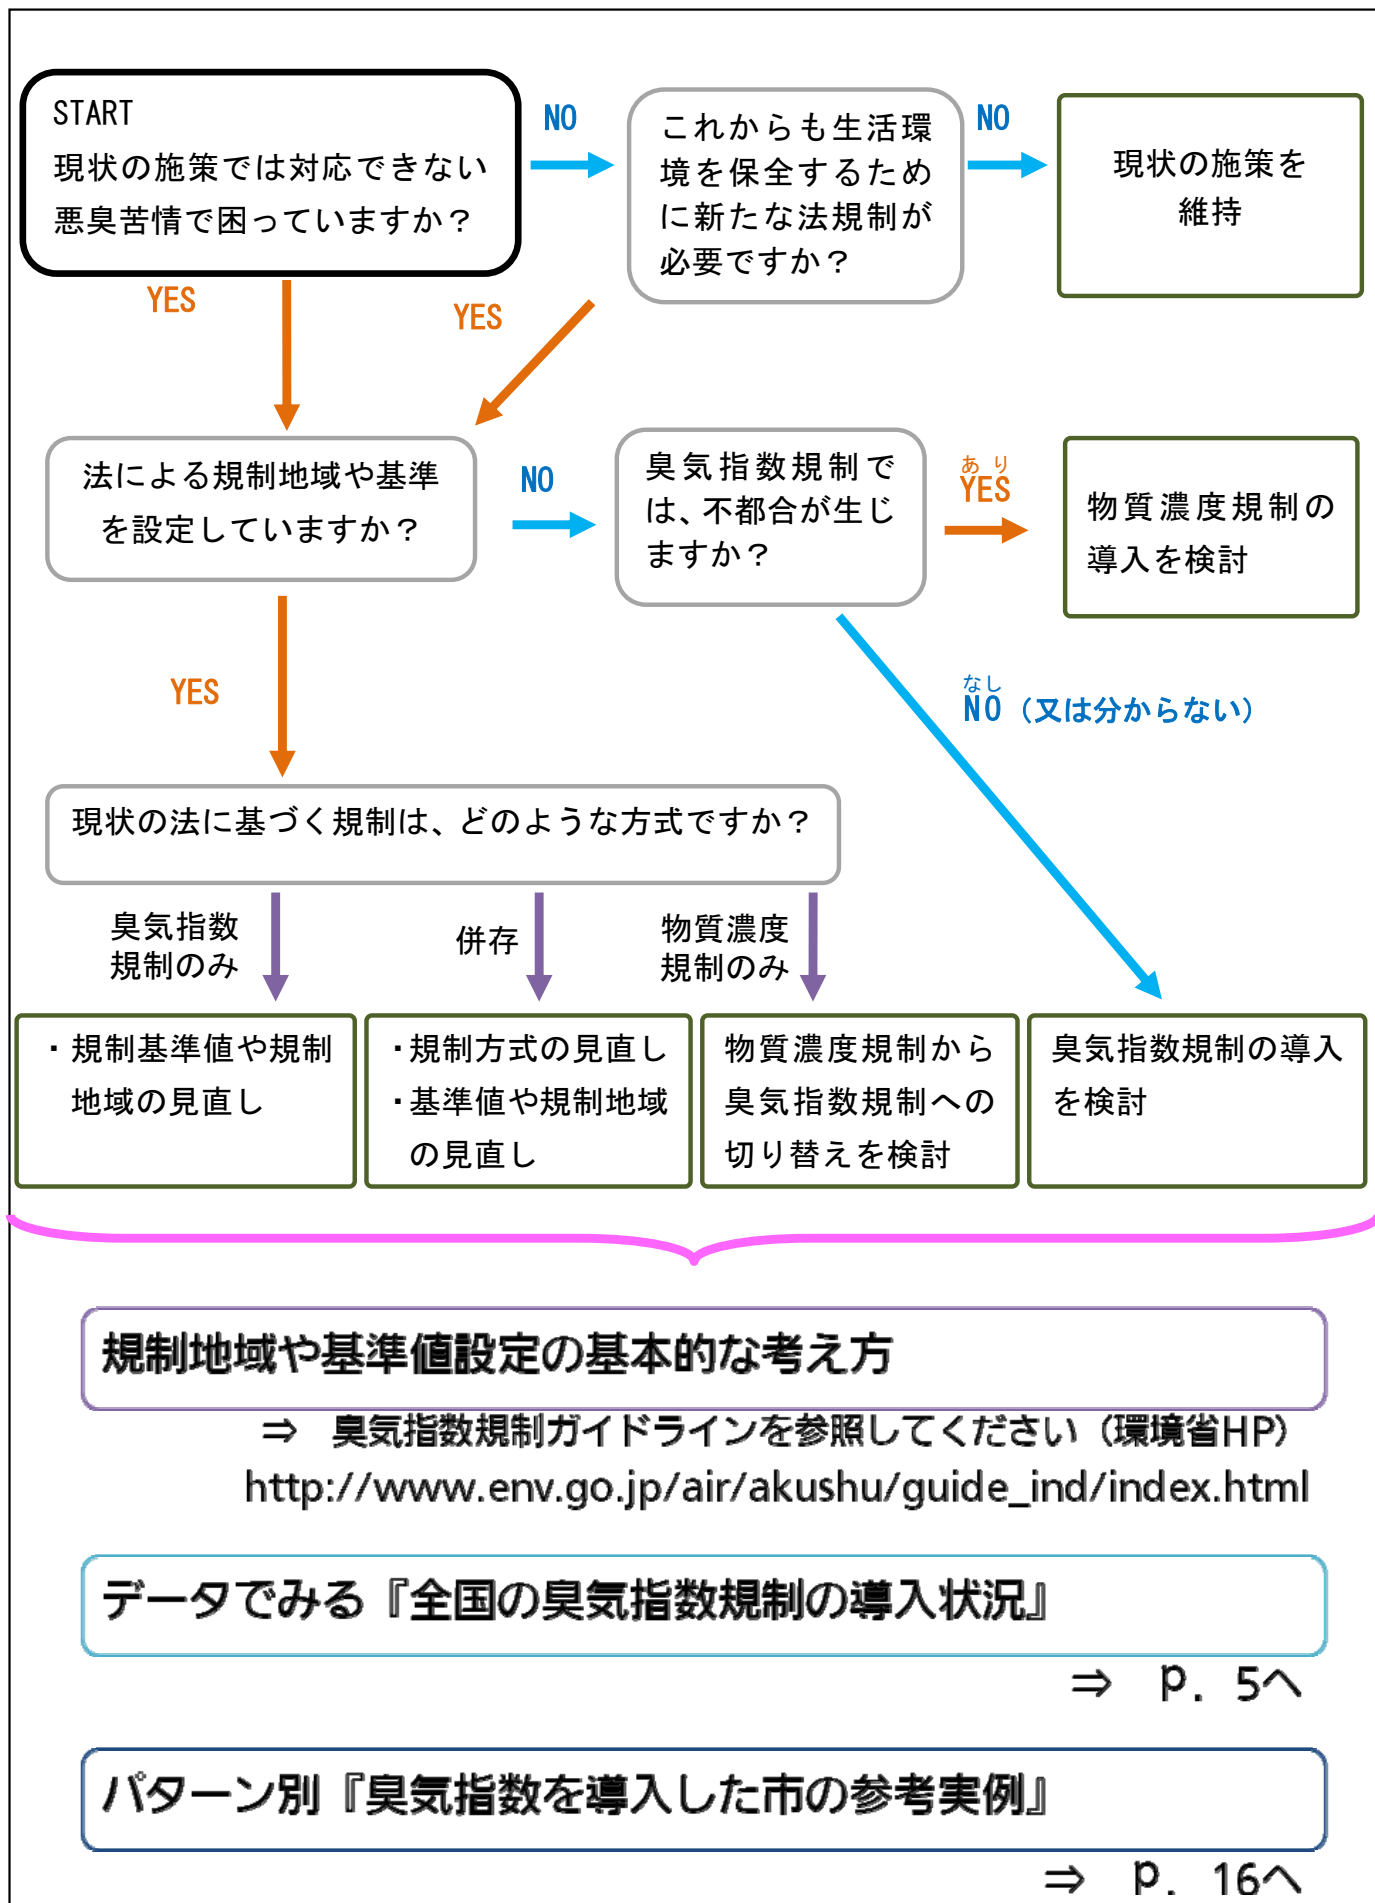 START
現状の施策では対応できない
悪臭苦情で困っていますか？
NO
これからも生活環
境を保全するため
に新たな法規制が
必要ですか？
NO
現状の施策を
維持
YES
YES
法による規制地域や基準
を設定していますか？
NO
臭気指数規制で
は、不都合が生じ
ますか？
あり
YES
物質濃度規制の
導入を検討
YES
なし
NO（又は分からない）
現状の法に基づく規制は、どのような方式ですか？
臭気指数
規制のみ
併存
物質濃度
規制のみ
・規制基準値や規制
地域の見直し
・規制方式の見直し
・基準値や規制地域
の見直し
物質濃度規制から
臭気指数規制への
切り替えを検討
臭気指数規制の導入
を検討
規制地域や基準値設定の基本的な考え方
⇒　臭気指数規制ガイドラインを参照してください（環境省HP）
http://www.env.go.jp/air/akushu/guide_ind/index.html
データでみる『全国の臭気指数規制の導入状況』
⇒　p. 5へ
パターン別『臭気指数を導入した市の参考実例』
⇒　p. 16へ